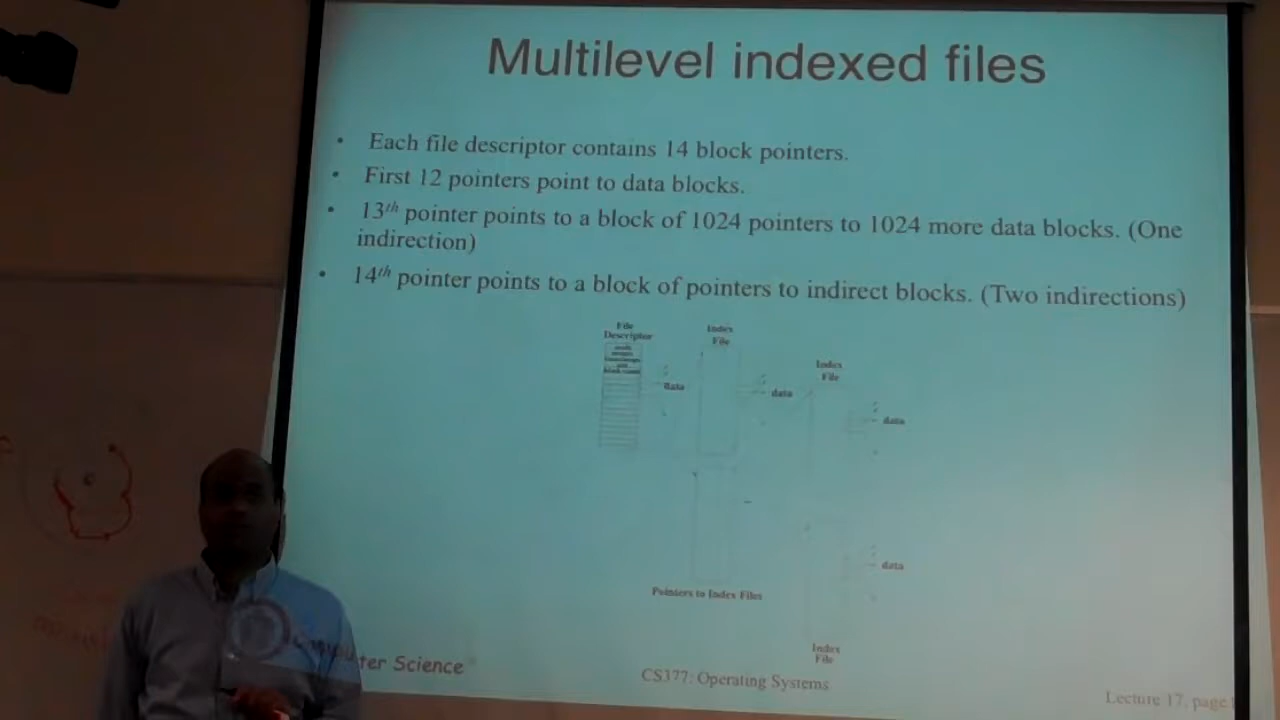 Multilevel indexed files
• Each file descriptor contains 14 block pointers.
• First 12 pointers point to data blocks.
• 13th pointer points to a block of 1024 pointers to 1024 more data blocks. (One
indirection)
• 14th pointer points to a block of pointers to indirect blocks. (Two indirections)
File
Descriptor
Index
File
data
data
Index
File
data
data
Pointers to Index Files
Index
File
Computer Science
CS377: Operating Systems
Lecture 17, page